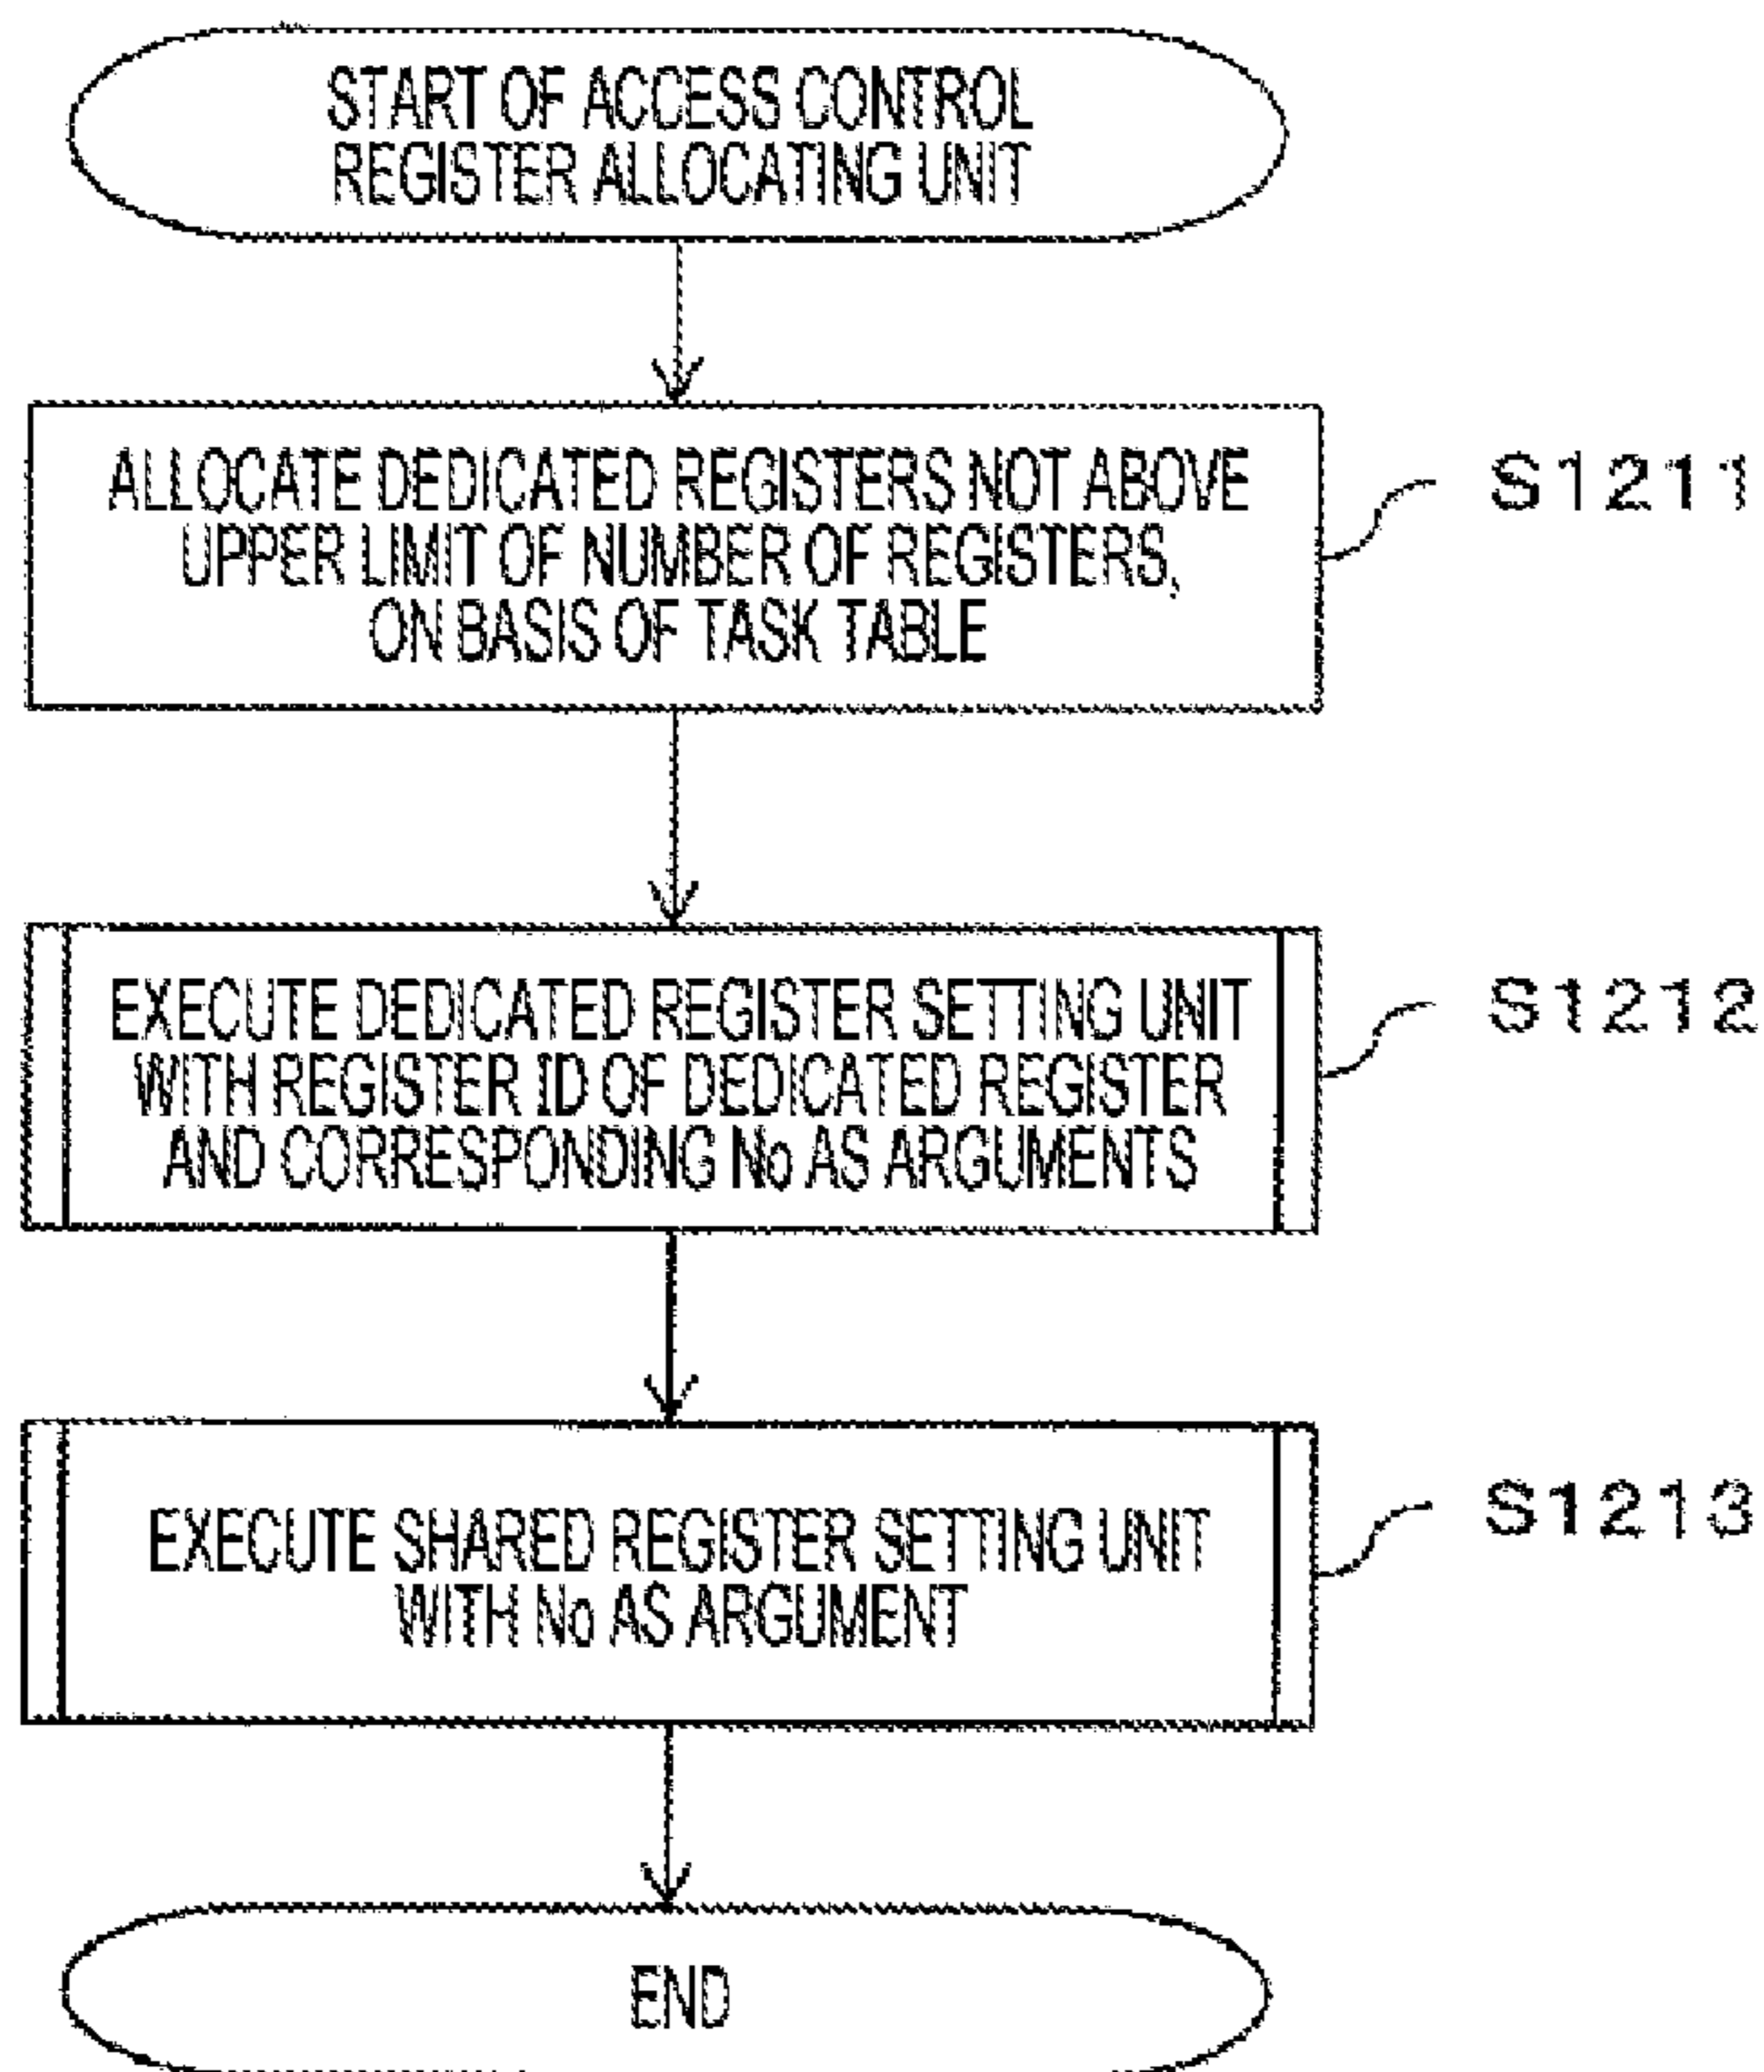 START OF ACCESS CONTROL
REGISTER ALLOCATING UNIT
ALLOCATE DEDICATED REGISTERS NOT ABOVE
UPPER LIMIT OF NUMBER OF REGISTERS,
ON BASIS OF TASK TABLE
S1211
EXECUTE DEDICATED REGISTER SETTING UNIT
WITH REGISTER ID OF DEDICATED REGISTER
AND CORRESPONDING No AS ARGUMENTS
S1212
EXECUTE SHARED REGISTER SETTING UNIT
WITH No AS ARGUMENT
S1213
END